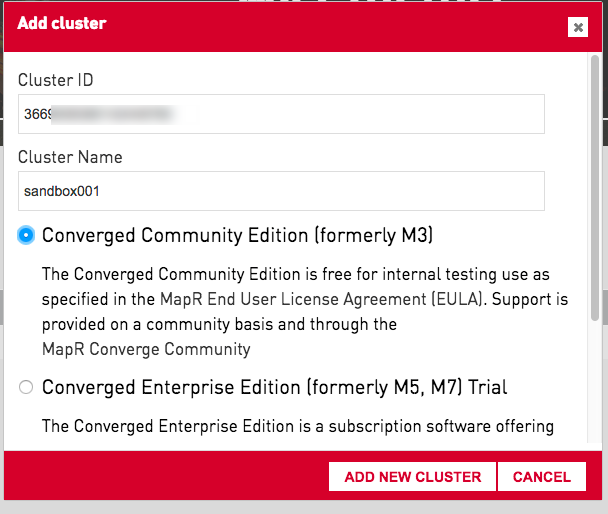 Add cluster
Cluster ID
3669
Cluster Name
sandbox001
Converged Community Edition (formerly M3)
The Converged Community Edition is free for internal testing use as
specified in the MapR End User License Agreement (EULA). Support is
provided on a community basis and through the
MapR Converge Community
Converged Enterprise Edition (formerly M5, M7) Trial
The Converged Enterprise Edition is a subscription software offering
ADD NEW CLUSTER CANCEL